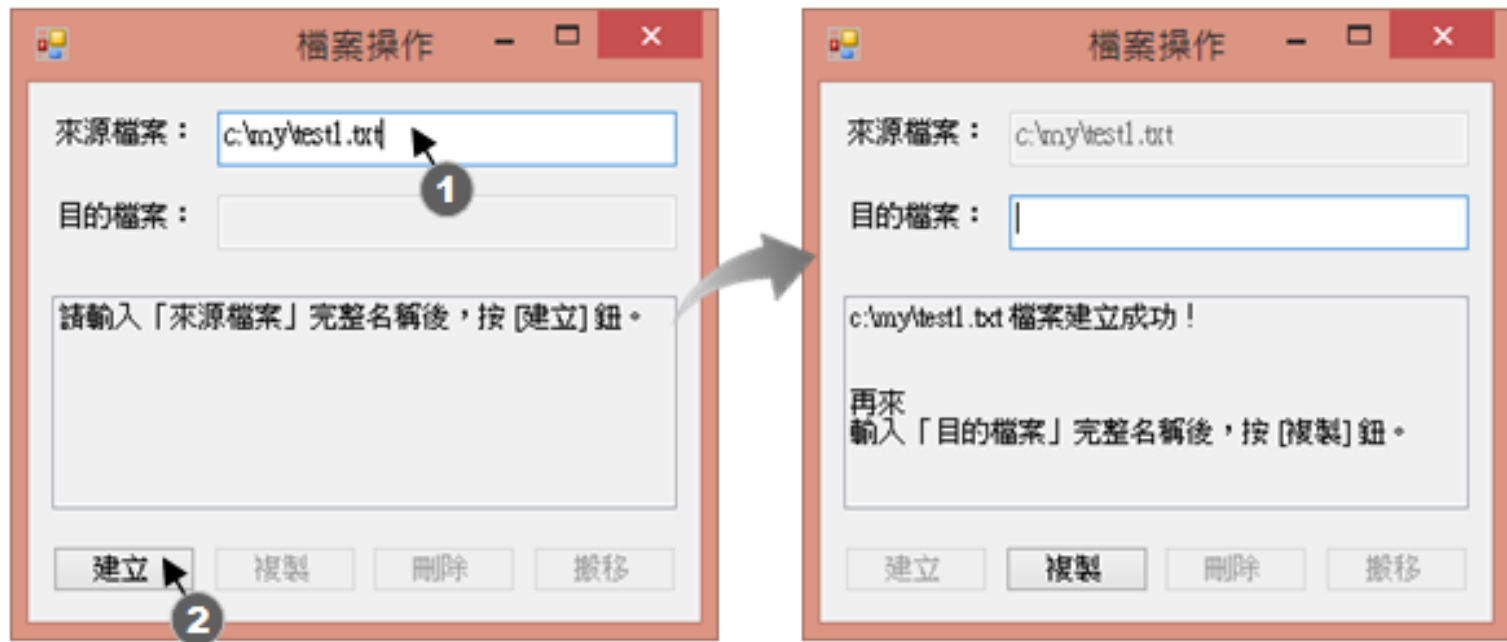 檔案操作
來源檔案：
c:\my\test1.txt
1
目的檔案：
請輸入「來源檔案」完整名稱後，按 [建立] 鈕。
建立
複製
刪除
搬移
2
檔案操作
來源檔案：
c:\my\test1.txt
目的檔案：
c:\my\test1.txt 檔案建立成功！
再來
輸入「目的檔案」完整名稱後，按 [複製] 鈕。
建立
複製
刪除
搬移